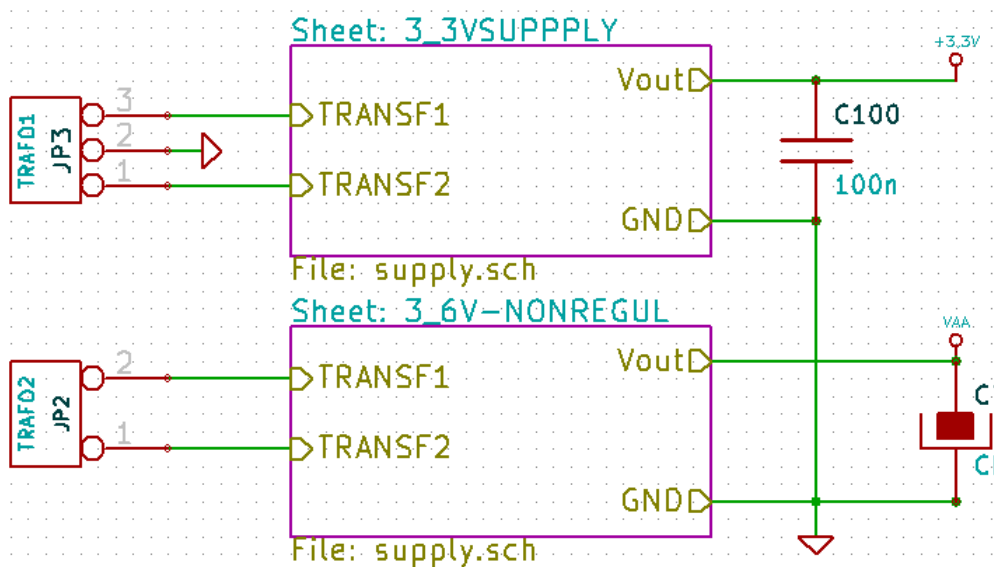 Sheet: 3_3VSUPPPLY
+3.3V
Vout
3
TRANSF1
C100
TRAFO1
JP3
2
1
TRANSF2
100n
GND
File: supply.sch
Sheet: 3_6V-NONREGUL
VAA
Vout
2
TRANSF1
C
TRAFO2
JP2
1
TRANSF2
C
GND
File: supply.sch